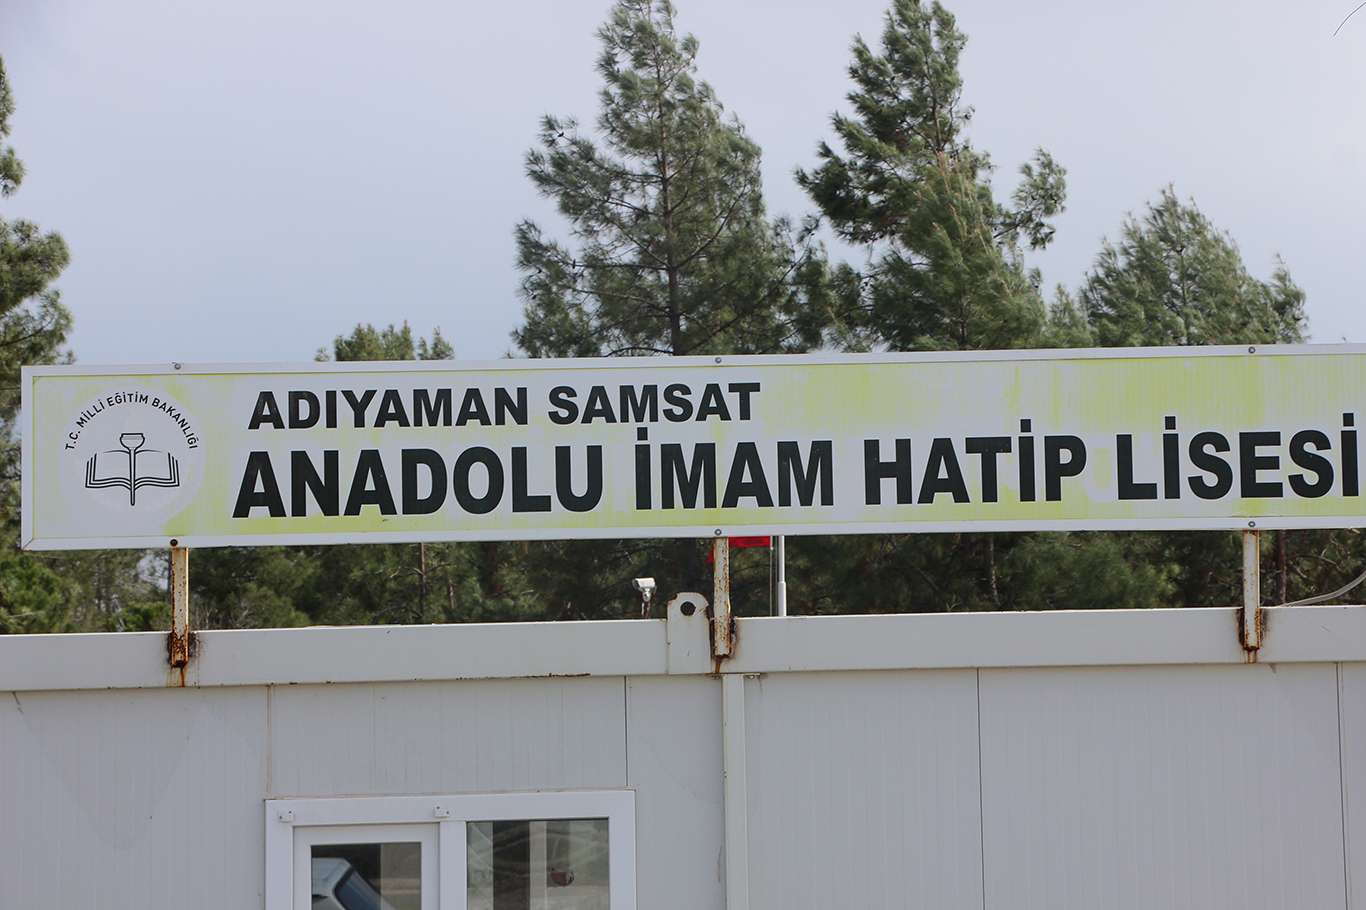 T.C. MİLLİ EĞİTİM BAKANLIĞI
ADIYAMAN SAMSAT
ANADOLU İMAM HATİP LİSESİ